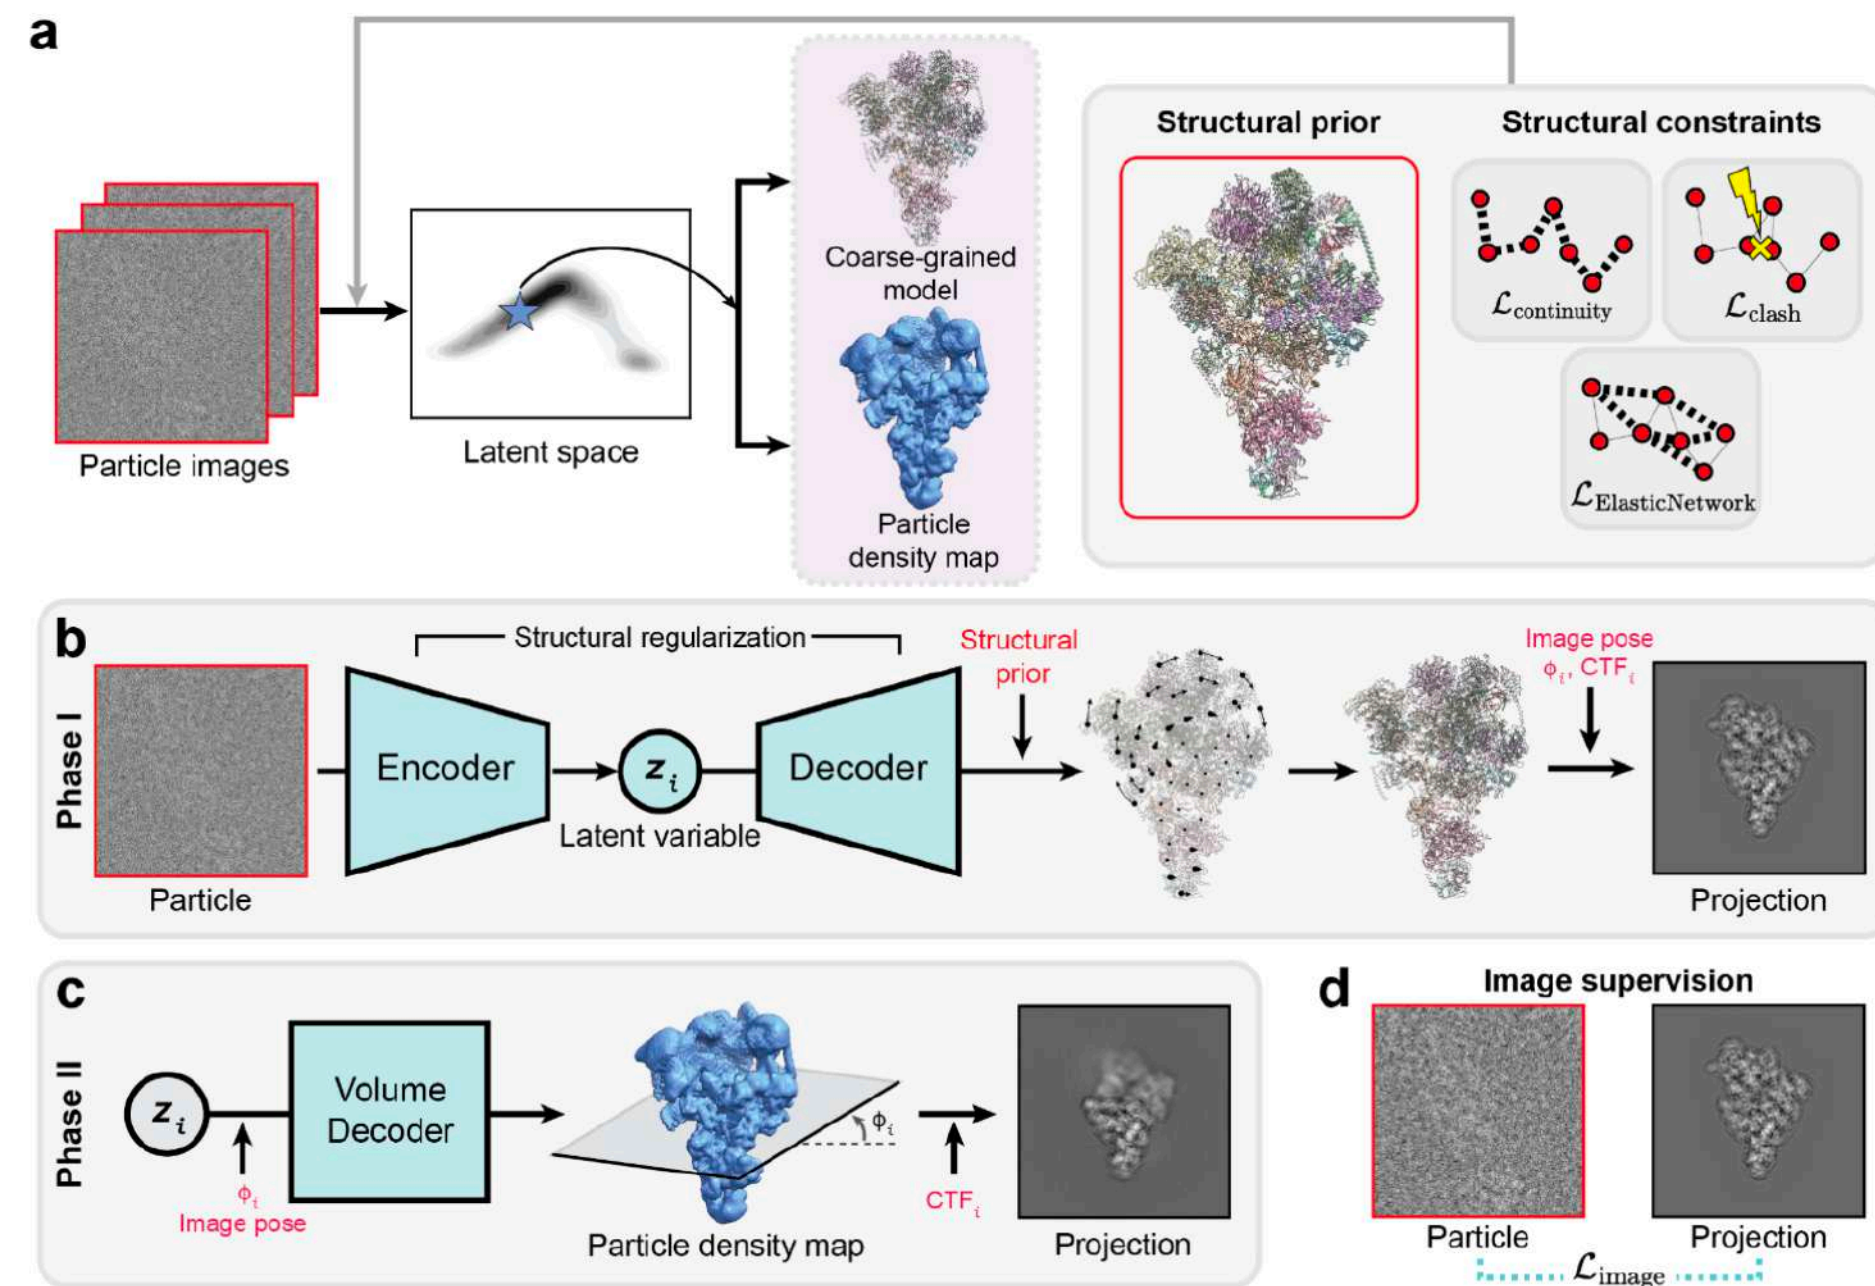 a
Structural prior
Structural constraints
Particle images
Latent space
Coarse-grained
model
Particle
density map
ℒcontinuity
ℒclash
ℒElasticNetwork
b
Phase I
Structural regularization
Particle
Encoder
zᵢ
Latent variable
Decoder
Structural
prior
Image pose
ϕᵢ, CTFᵢ
Projection
c
Phase II
zᵢ
ϕᵢ
Image pose
Volume
Decoder
ϕᵢ
Particle density map
CTFᵢ
Projection
d
Image supervision
Particle
Projection
ℒimage